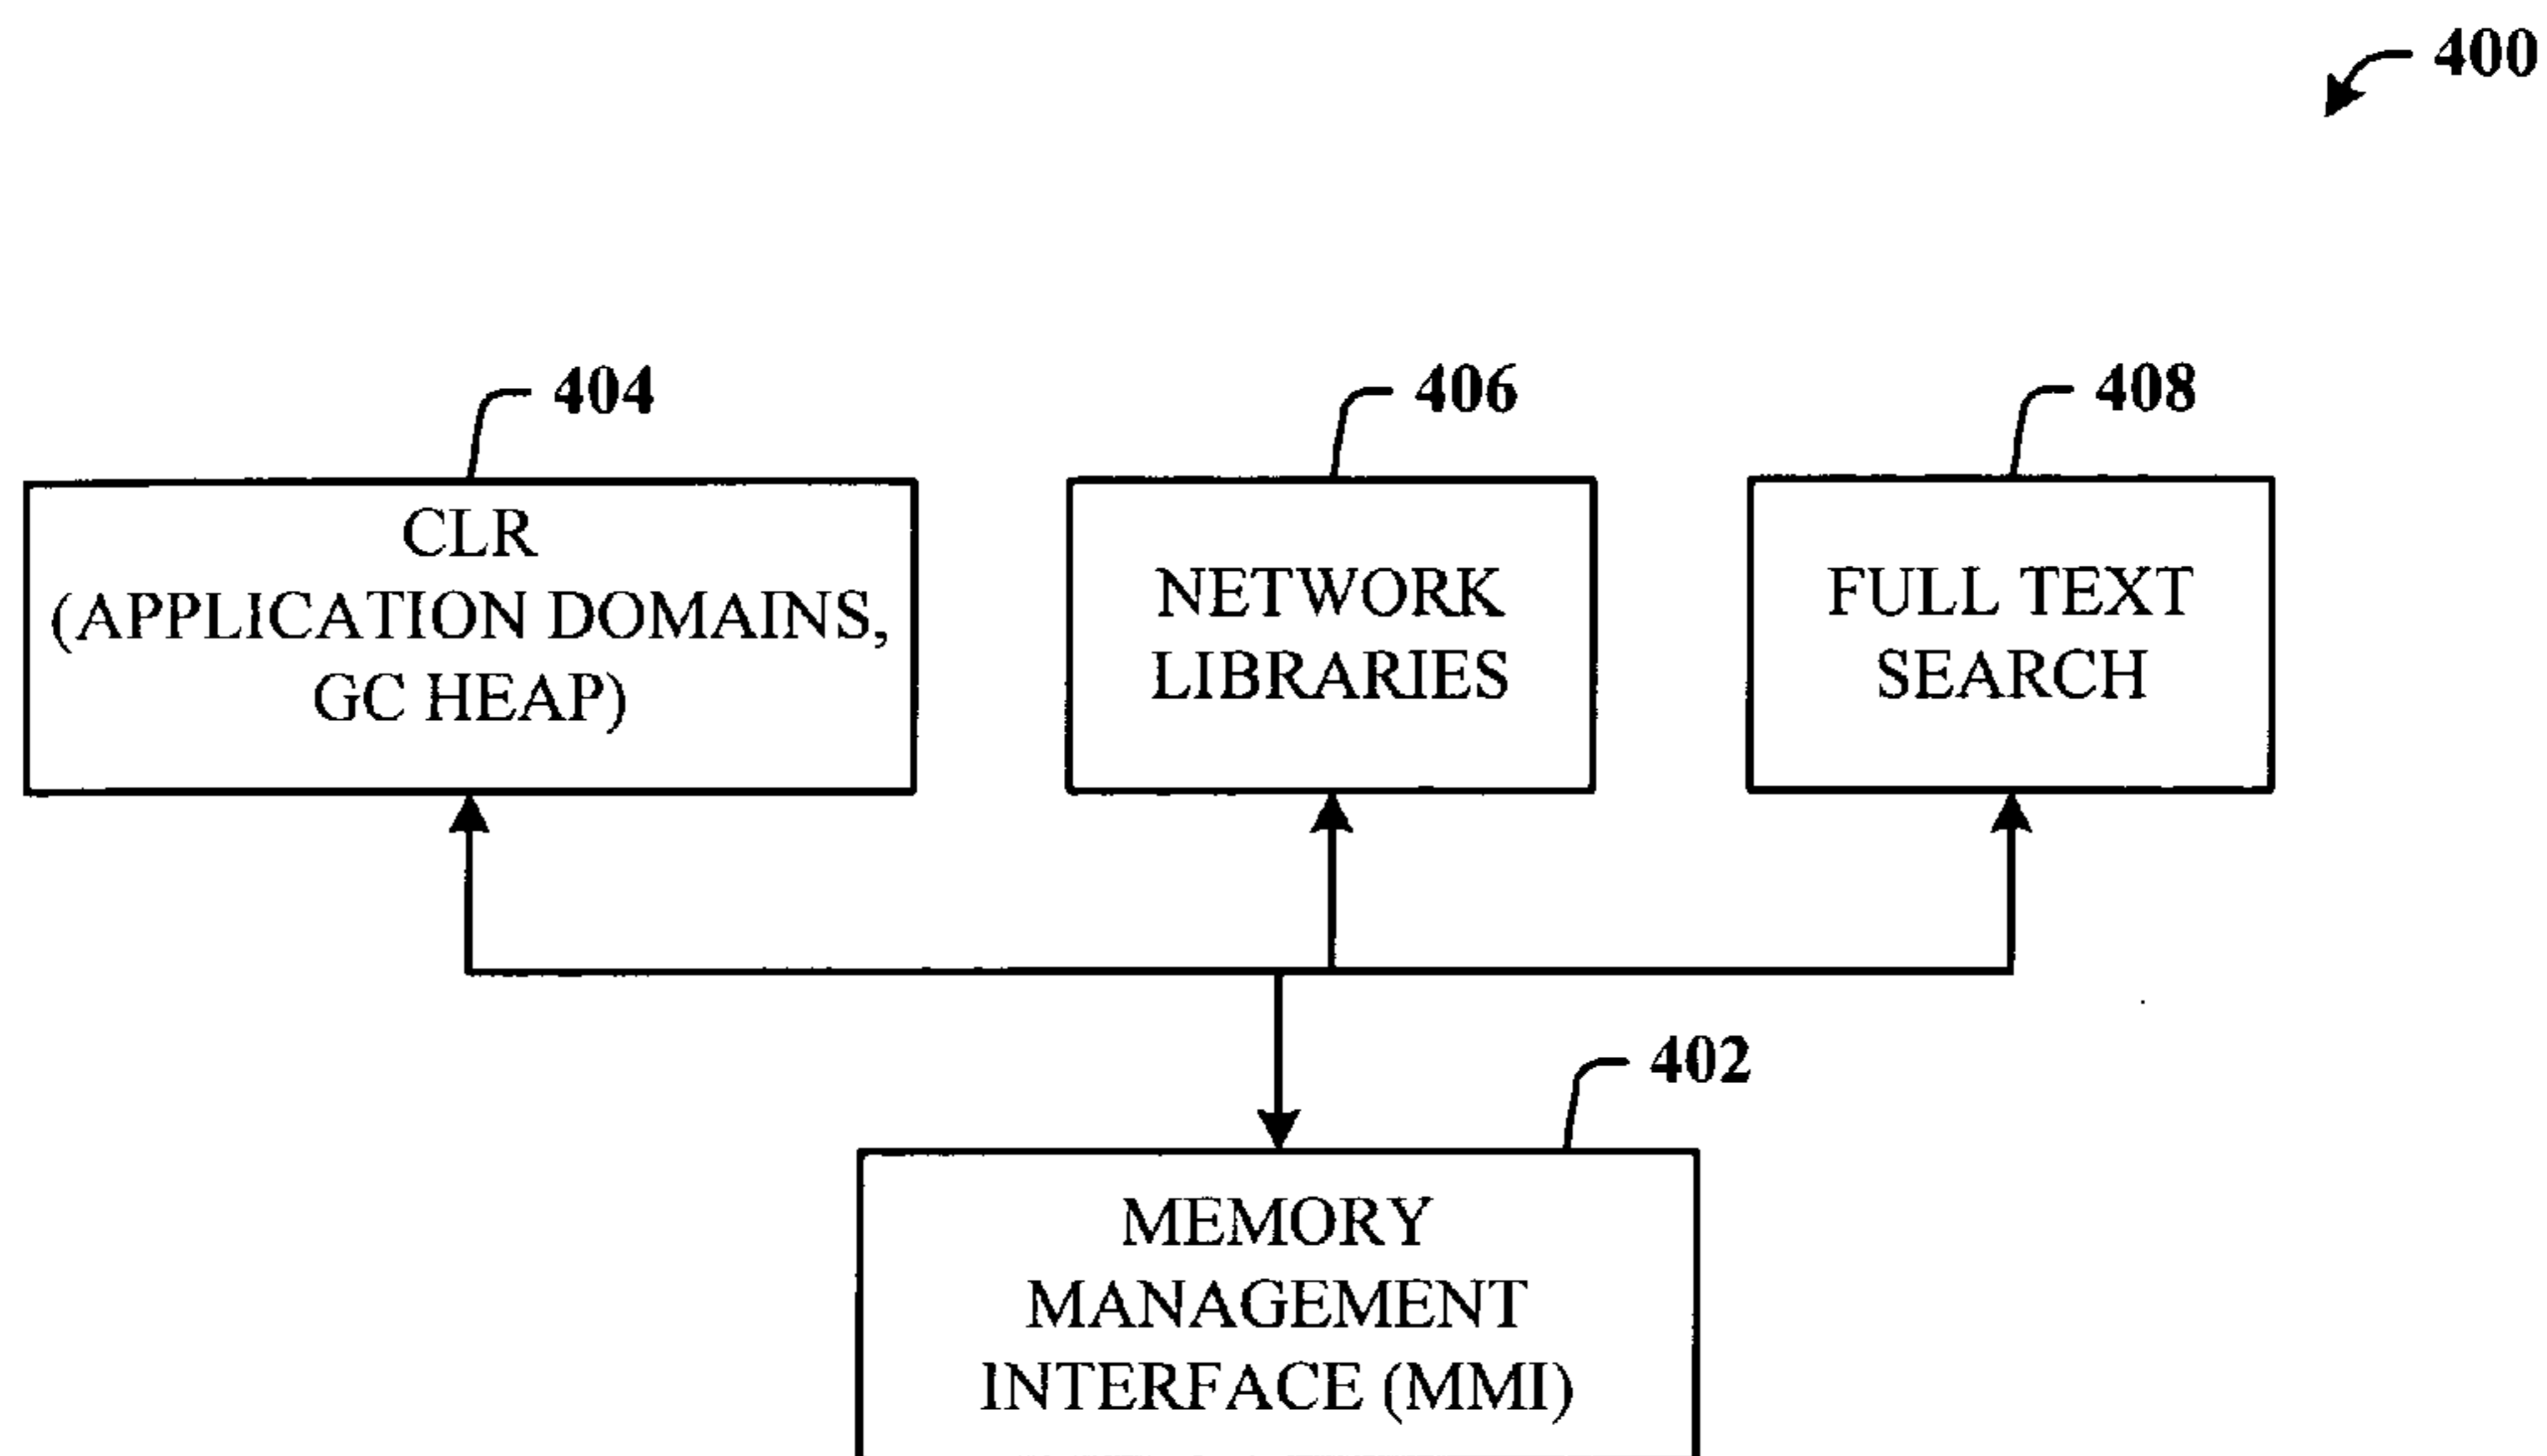 400
404
406
408
CLR
(APPLICATION DOMAINS,
GC HEAP)
NETWORK
LIBRARIES
FULL TEXT
SEARCH
402
MEMORY
MANAGEMENT
INTERFACE (MMI)